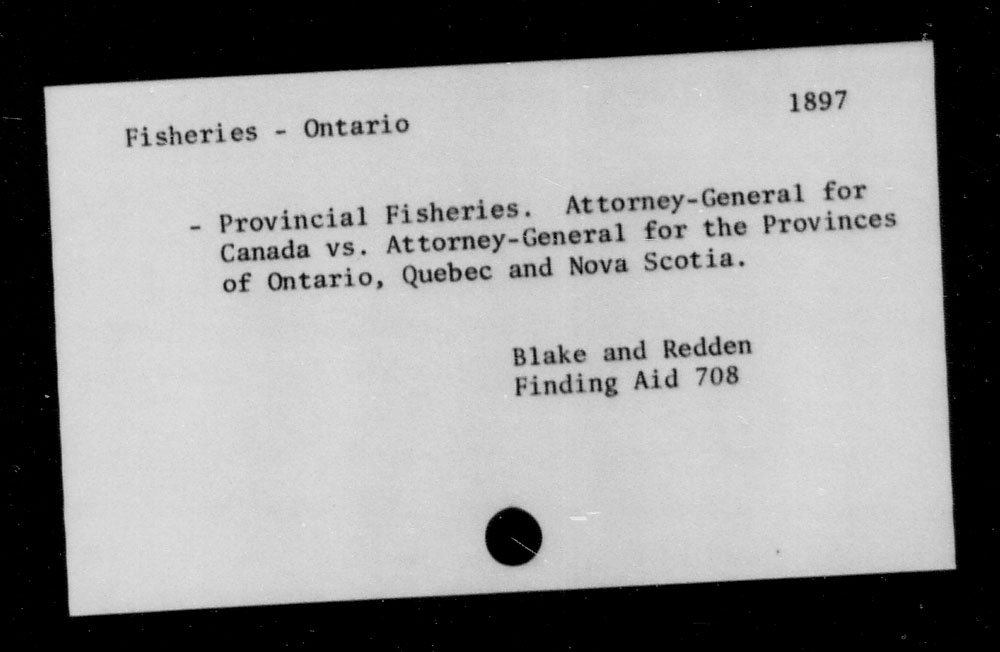 Fisheries - Ontario 1897
- Provincial Fisheries. Attorney-General for
Canada vs. Attorney-General for the Provinces
of Ontario, Quebec and Nova Scotia.
Blake and Redden
Finding Aid 708